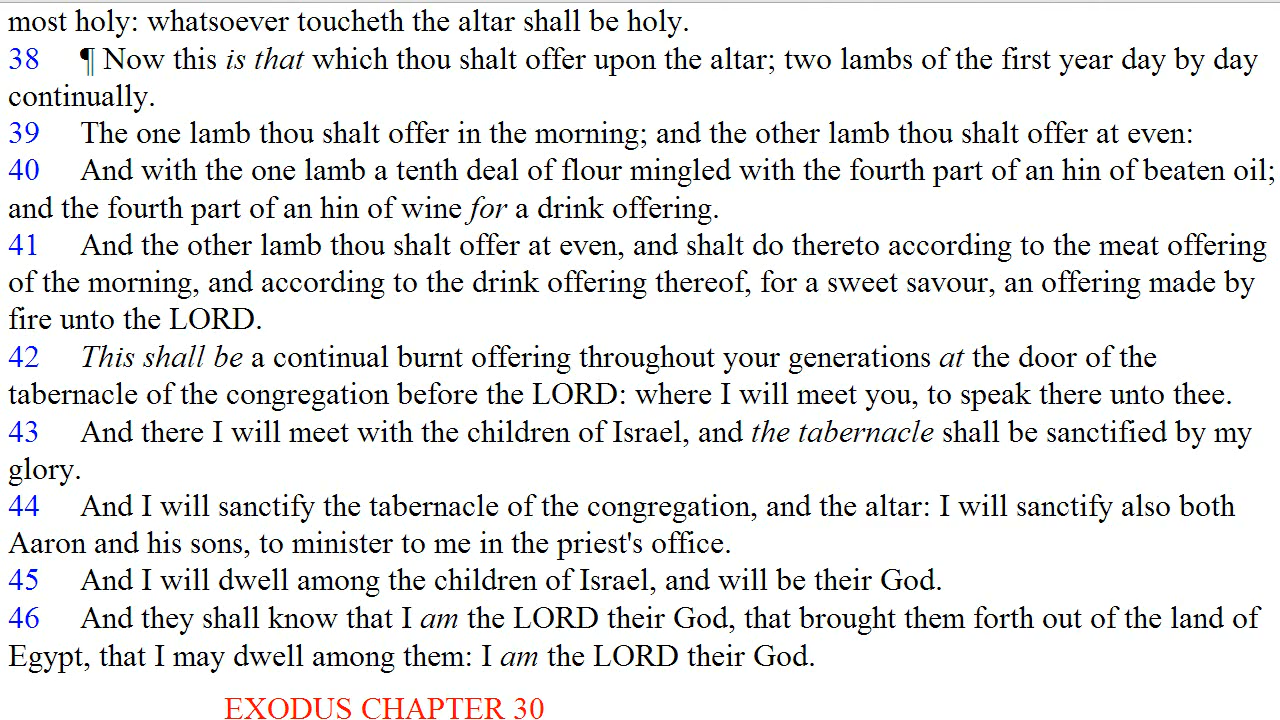 most holy: whatsoever toucheth the altar shall be holy.
38 ¶ Now this is that which thou shalt offer upon the altar; two lambs of the first year day by day
continually.
39 The one lamb thou shalt offer in the morning; and the other lamb thou shalt offer at even:
40 And with the one lamb a tenth deal of flour mingled with the fourth part of an hin of beaten oil;
and the fourth part of an hin of wine for a drink offering.
41 And the other lamb thou shalt offer at even, and shalt do thereto according to the meat offering
of the morning, and according to the drink offering thereof, for a sweet savour, an offering made by
fire unto the LORD.
42 This shall be a continual burnt offering throughout your generations at the door of the
tabernacle of the congregation before the LORD: where I will meet you, to speak there unto thee.
43 And there I will meet with the children of Israel, and the tabernacle shall be sanctified by my
glory.
44 And I will sanctify the tabernacle of the congregation, and the altar: I will sanctify also both
Aaron and his sons, to minister to me in the priest's office.
45 And I will dwell among the children of Israel, and will be their God.
46 And they shall know that I am the LORD their God, that brought them forth out of the land of
Egypt, that I may dwell among them: I am the LORD their God.
EXODUS CHAPTER 30